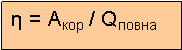 η = Aкор / Qповна